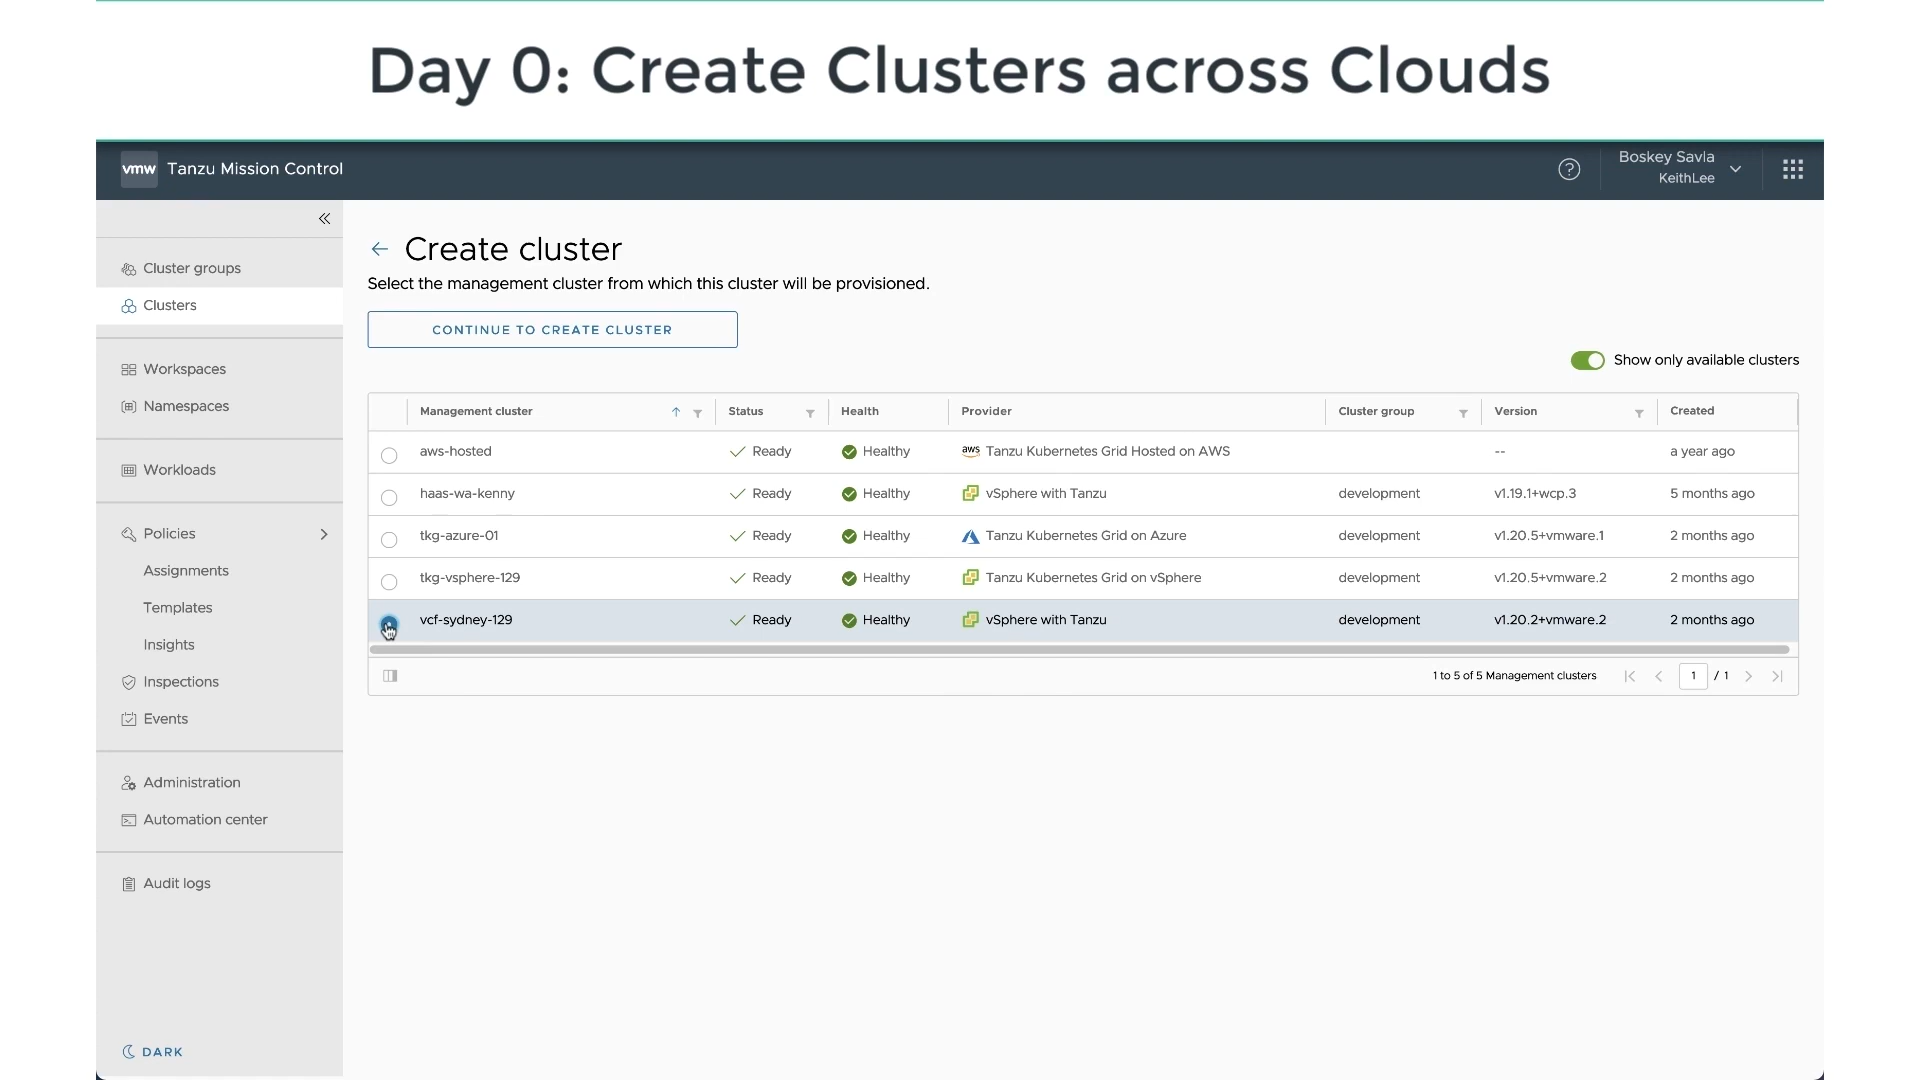 Day 0: Create Clusters across Clouds
vmw Tanzu Mission Control
Boskey Savla
KeithLee
Cluster groups
Clusters
Workspaces
Namespaces
Workloads
Policies
Assignments
Templates
Insights
Inspections
Events
Administration
Automation center
Audit logs
DARK
Create cluster
Select the management cluster from which this cluster will be provisioned.
CONTINUE TO CREATE CLUSTER
Show only available clusters
Management cluster Status Health Provider Cluster group Version Created
aws-hosted Ready Healthy aws Tanzu Kubernetes Grid Hosted on AWS -- a year ago
haas-wa-kenny Ready Healthy vSphere with Tanzu development v1.19.1+wcp.3 5 months ago
tkg-azure-01 Ready Healthy Tanzu Kubernetes Grid on Azure development v1.20.5+vmware.1 2 months ago
tkg-vsphere-129 Ready Healthy Tanzu Kubernetes Grid on vSphere development v1.20.5+vmware.2 2 months ago
vcf-sydney-129 Ready Healthy vSphere with Tanzu development v1.20.2+vmware.2 2 months ago
1 to 5 of 5 Management clusters 1 / 1